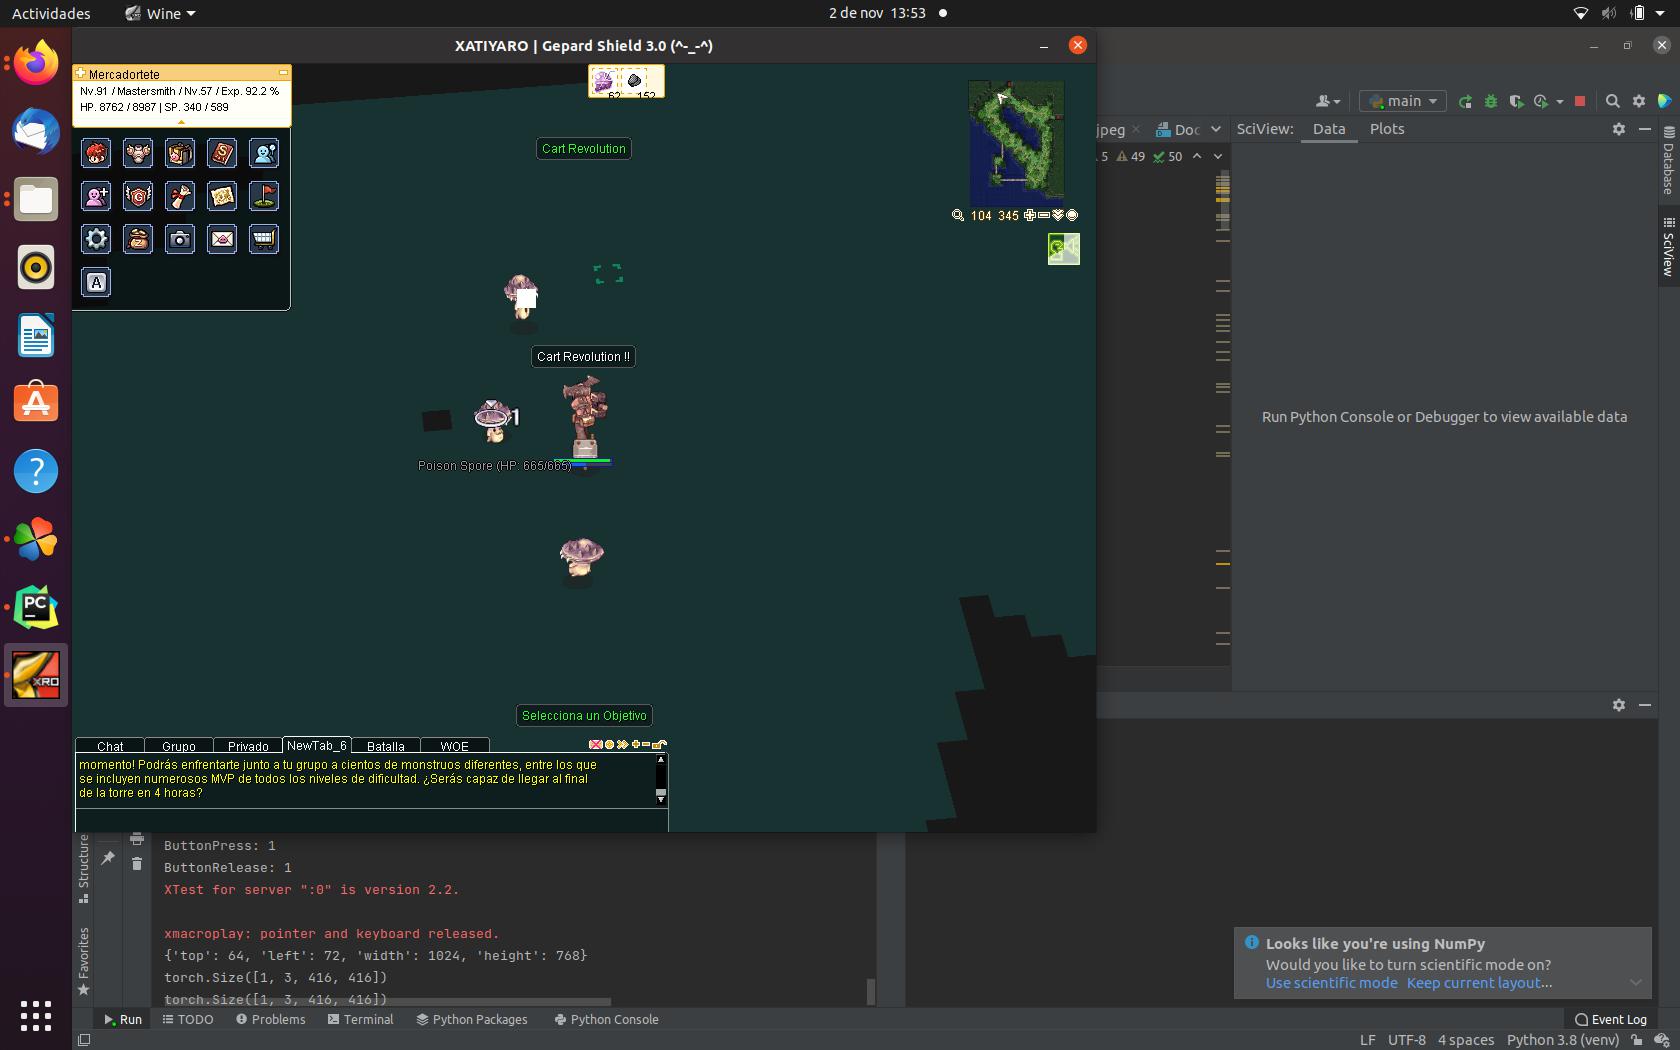 Actividades
Wine
2 de nov 13:53
XATIYARO | Gepard Shield 3.0 (^-_-^)
Mercadortete
Nv.91 / Mastersmith / Nv.57 / Exp. 92.2 %
HP. 8762 / 8987 | SP. 340 / 589
62 152
Cart Revolution
104 345
A
Cart Revolution !!
1
Poison Spore (HP: 665/665)
Selecciona un Objetivo
Chat Grupo Privado NewTab_6 Batalla WOE
momento! Podrás enfrentarte junto a tu grupo a cientos de monstruos diferentes, entre los que
se incluyen numerosos MVP de todos los niveles de dificultad. ¿Serás capaz de llegar al final
de la torre en 4 horas?
main
jpeg
Doc
SciView: Data Plots
5 49 50
Database
SciView
Run Python Console or Debugger to view available data
PC
XRO
Structure
Favorites
ButtonPress: 1
ButtonRelease: 1
XTest for server ":0" is version 2.2.
xmacroplay: pointer and keyboard released.
{'top': 64, 'left': 72, 'width': 1024, 'height': 768}
torch.Size([1, 3, 416, 416])
torch.Size([1, 3, 416, 416])
Looks like you're using NumPy
Would you like to turn scientific mode on?
Use scientific mode Keep current layout...
Run TODO Problems Terminal Python Packages Python Console
Event Log
LF UTF-8 4 spaces Python 3.8 (venv)